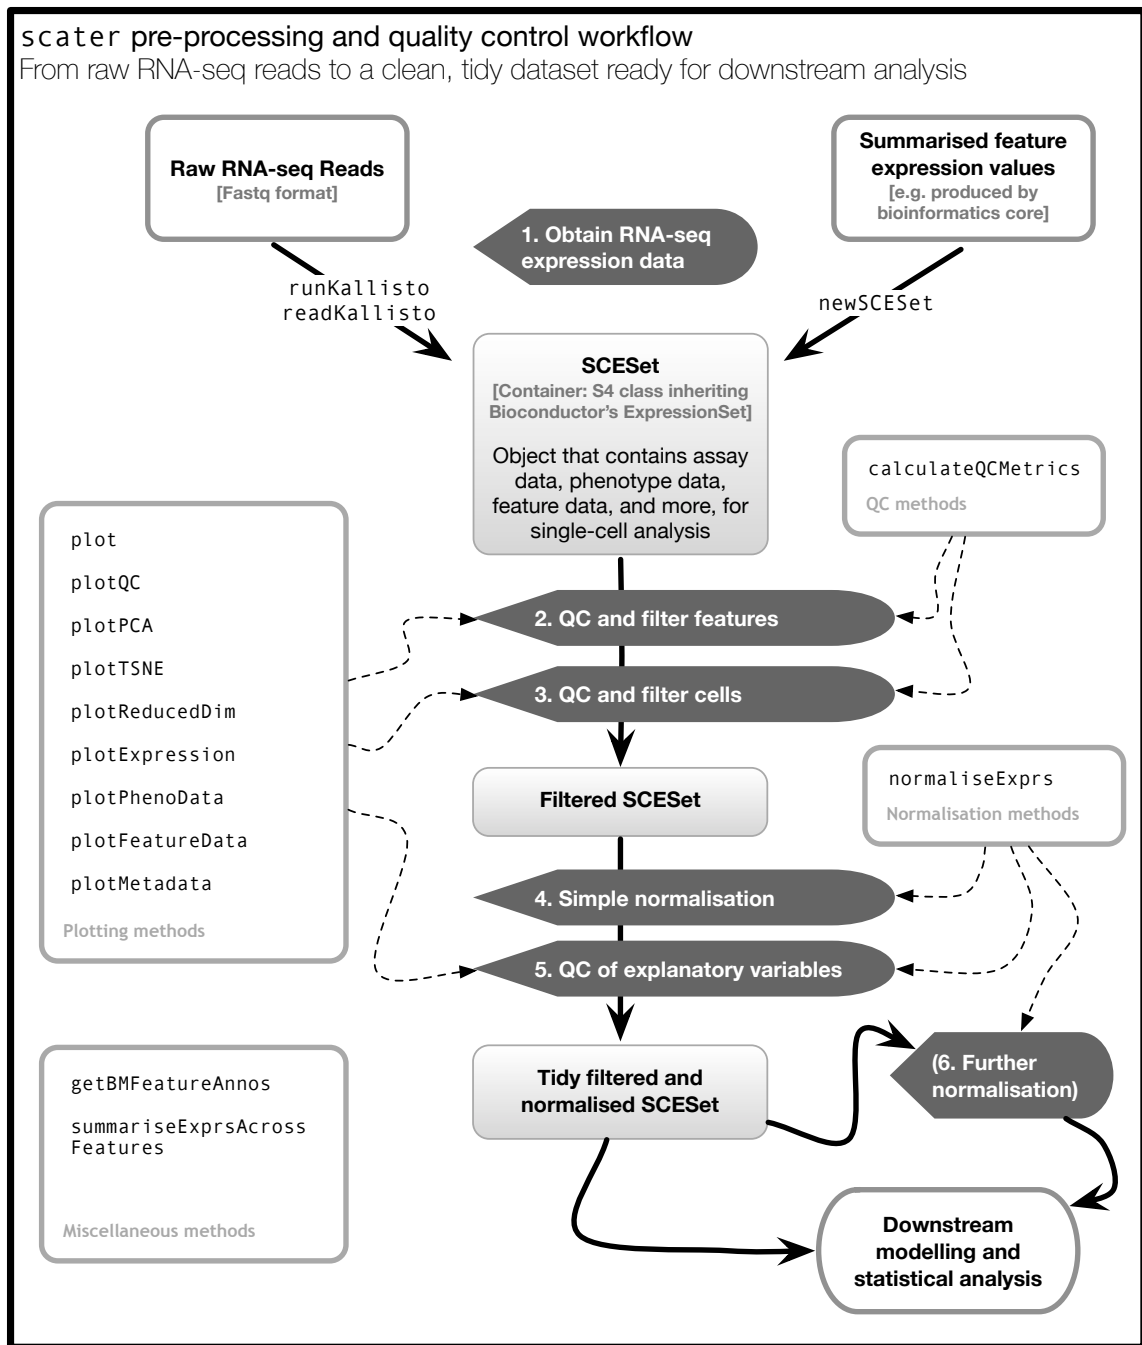 scater pre-processing and quality control workflow
From raw RNA-seq reads to a clean, tidy dataset ready for downstream analysis
Raw RNA-seq Reads
[Fastq format]
Summarised feature
expression values
[e.g. produced by
bioinformatics core]
1. Obtain RNA-seq
expression data
runKallisto
readKallisto
newSCESet
SCESet
[Container: S4 class inheriting
Bioconductor's ExpressionSet]
Object that contains assay
data, phenotype data,
feature data, and more, for
single-cell analysis
calculateQCMetrics
QC methods
plot
plotQC
plotPCA
plotTSNE
plotReducedDim
plotExpression
plotPhenoData
plotFeatureData
plotMetadata
Plotting methods
2. QC and filter features
3. QC and filter cells
Filtered SCESet
normaliseExprs
Normalisation methods
4. Simple normalisation
5. QC of explanatory variables
Tidy filtered and
normalised SCESet
(6. Further
normalisation)
getBMFeatureAnnos
summariseExprsAcross
Features
Miscellaneous methods
Downstream
modelling and
statistical analysis